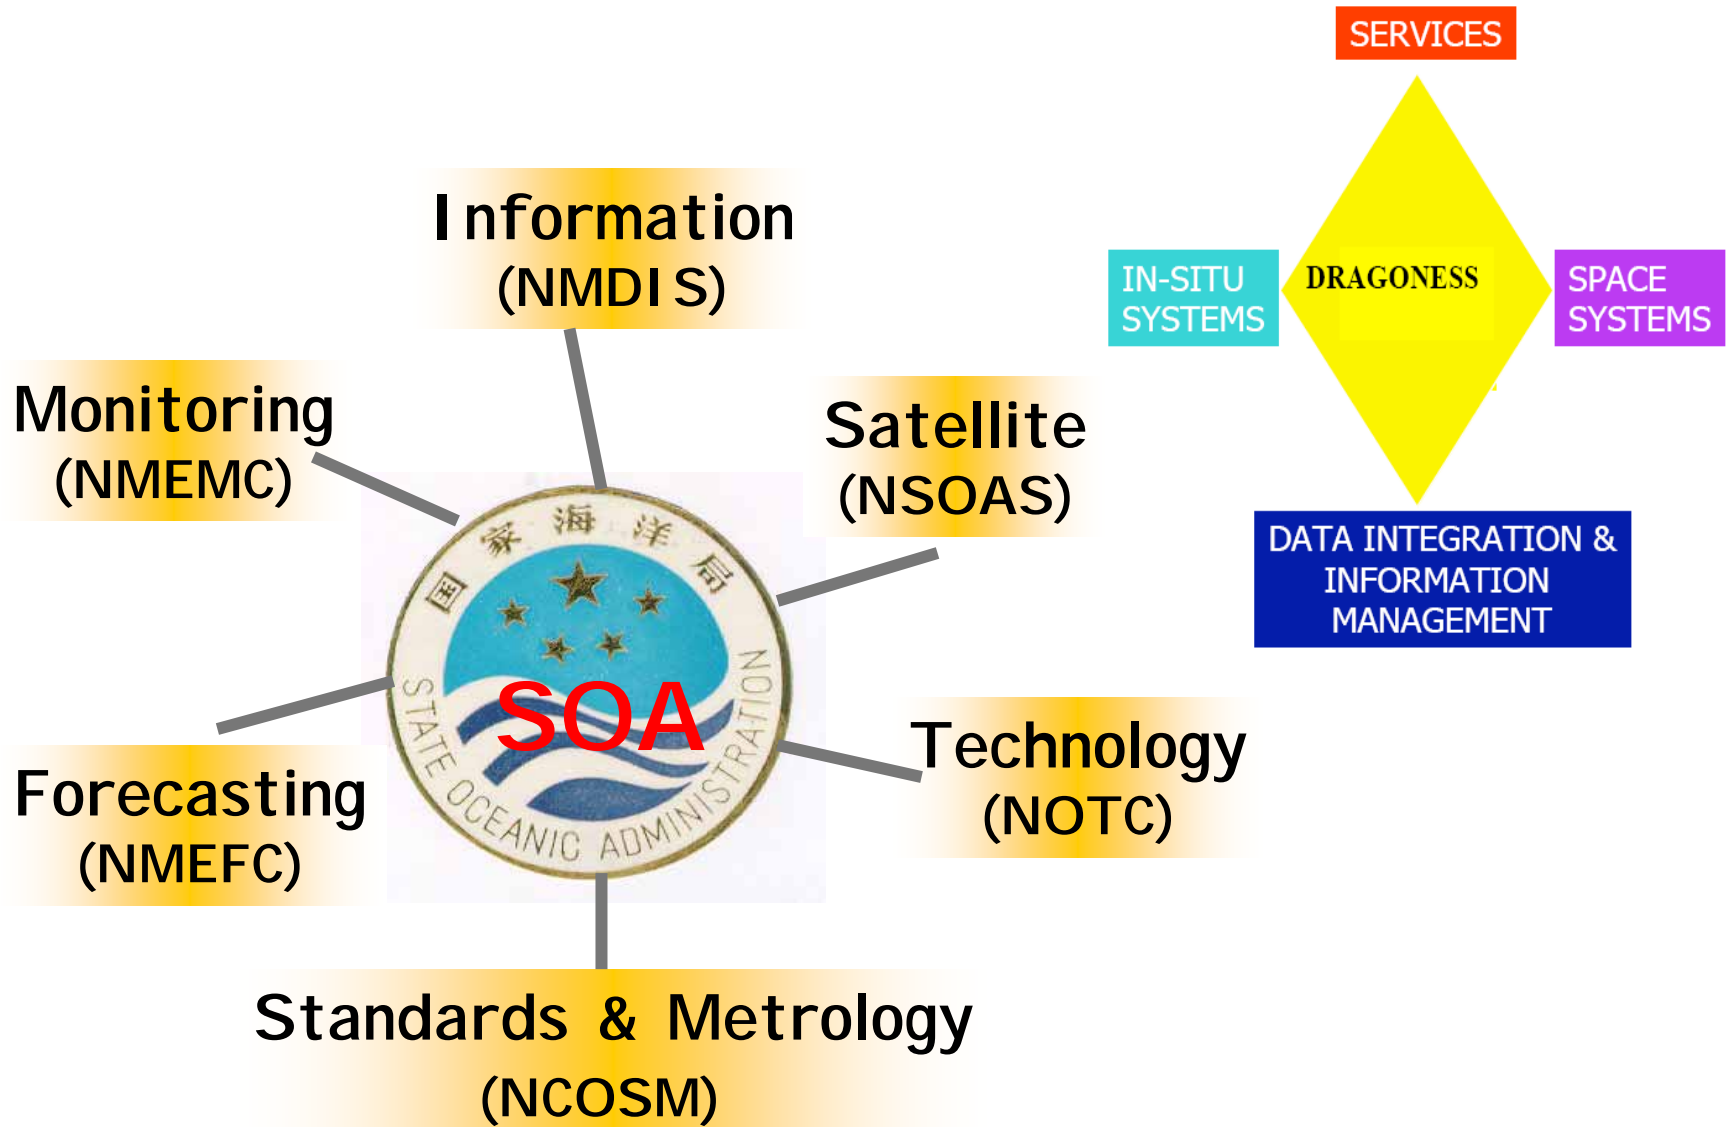 SERVICES
IN-SITU
SYSTEMS
DRAGONESS
SPACE
SYSTEMS
DATA INTEGRATION &
INFORMATION
MANAGEMENT
Information
(NMDIS)
Monitoring
(NMEMC)
Satellite
(NSOAS)
国家海洋局
SOA
STATE OCEANIC ADMINISTRATION
Technology
(NOTC)
Forecasting
(NMEFC)
Standards & Metrology
(NCOSM)